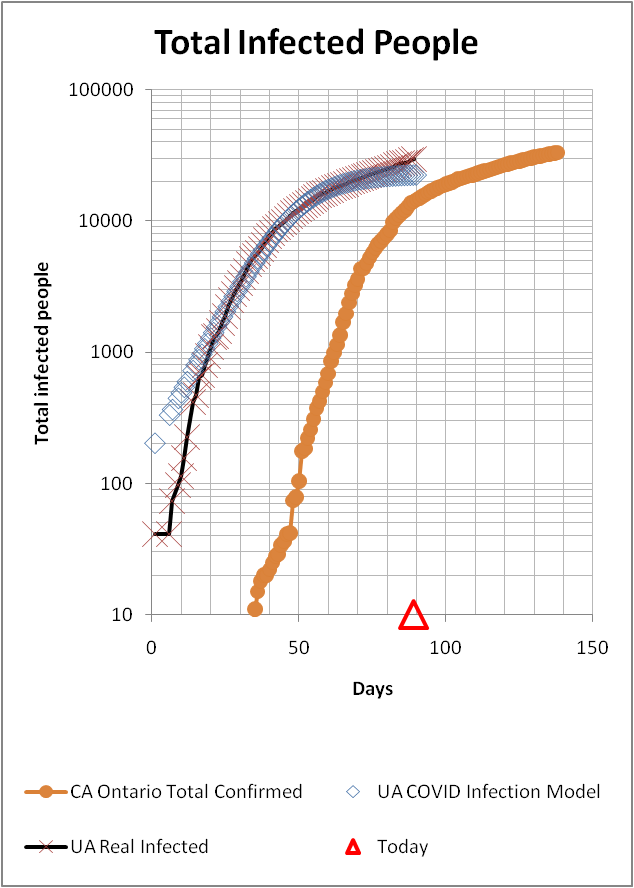 Total Infected People
100000
10000
1000
100
10
0 50 100 150
Total infected people
Days
CA Ontario Total Confirmed
UA COVID Infection Model
UA Real Infected
Today